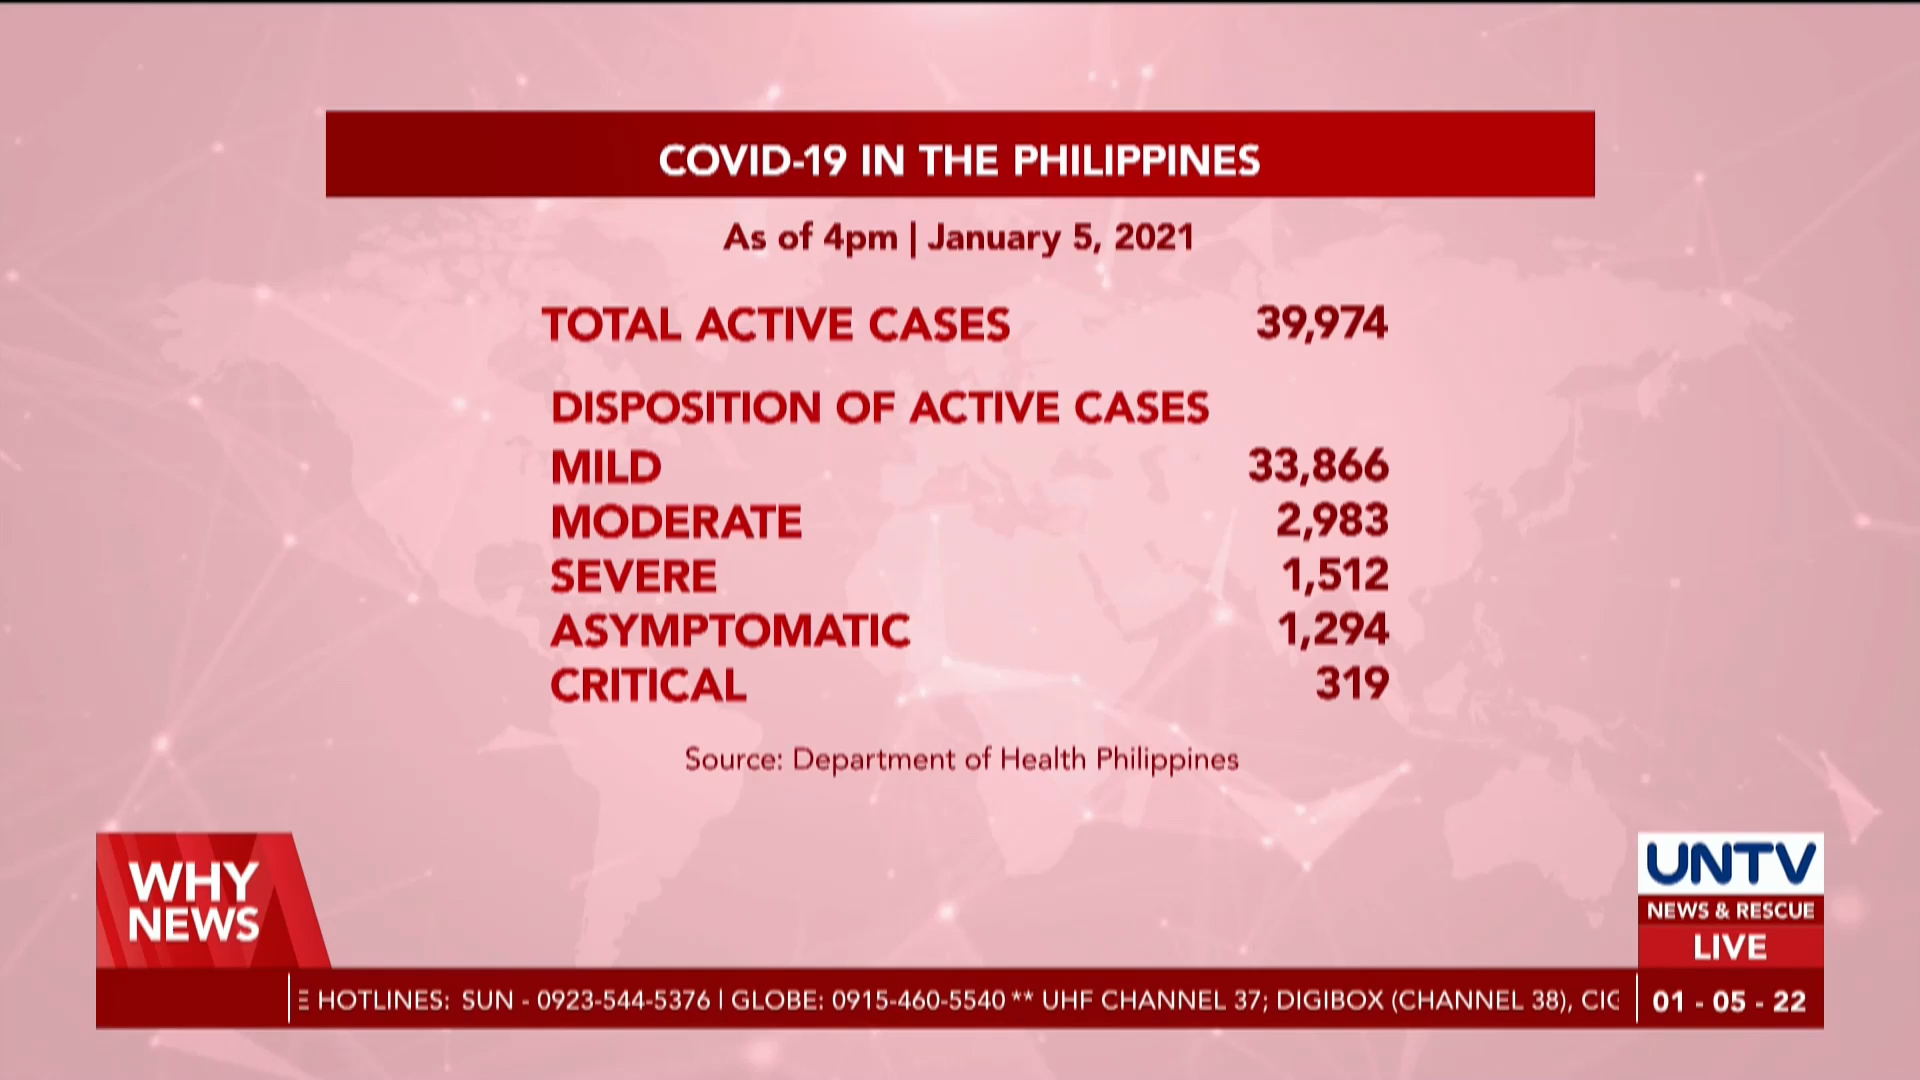 COVID-19 IN THE PHILIPPINES
As of 4pm | January 5, 2021
TOTAL ACTIVE CASES 39,974
DISPOSITION OF ACTIVE CASES
MILD 33,866
MODERATE 2,983
SEVERE 1,512
ASYMPTOMATIC 1,294
CRITICAL 319
Source: Department of Health Philippines
WHY
NEWS
UNTV
NEWS & RESCUE
LIVE
HOTLINES: SUN - 0923-544-5376 | GLOBE: 0915-460-5540 ** UHF CHANNEL 37; DIGIBOX (CHANNEL 38),
01 - 05 - 22